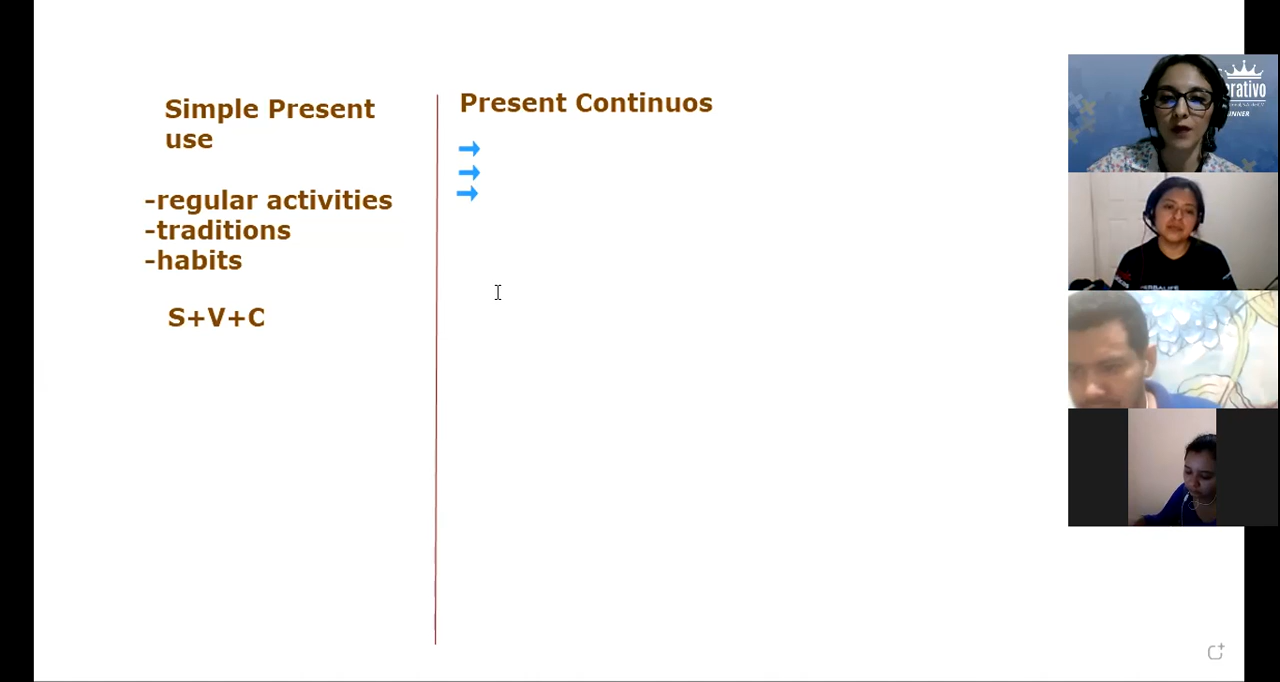 Simple Present
use
-regular activities
-traditions
-habits
S+V+C
Present Continuos